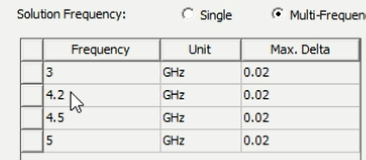 Solution Frequency: Single Multi-Frequen
Frequency Unit Max. Delta
3 GHz 0.02
4.2 GHz 0.02
4.5 GHz 0.02
5 GHz 0.02